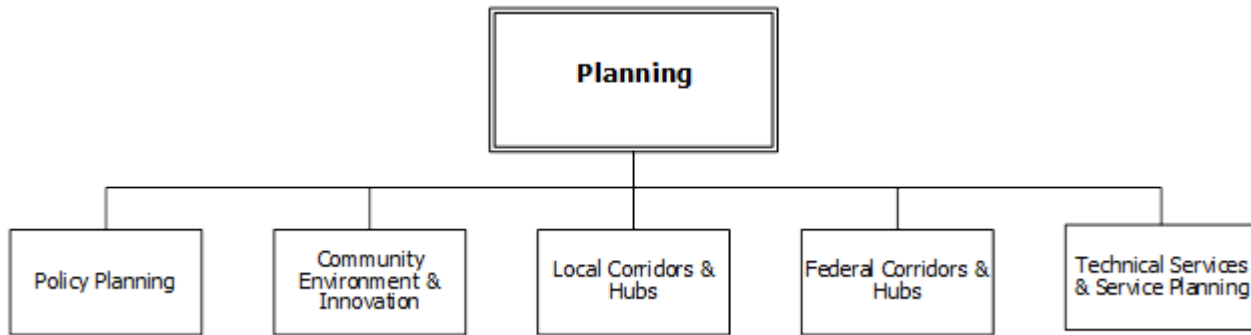 Planning
Policy Planning
Community
Environment &
Innovation
Local Corridors &
Hubs
Federal Corridors &
Hubs
Technical Services
& Service Planning